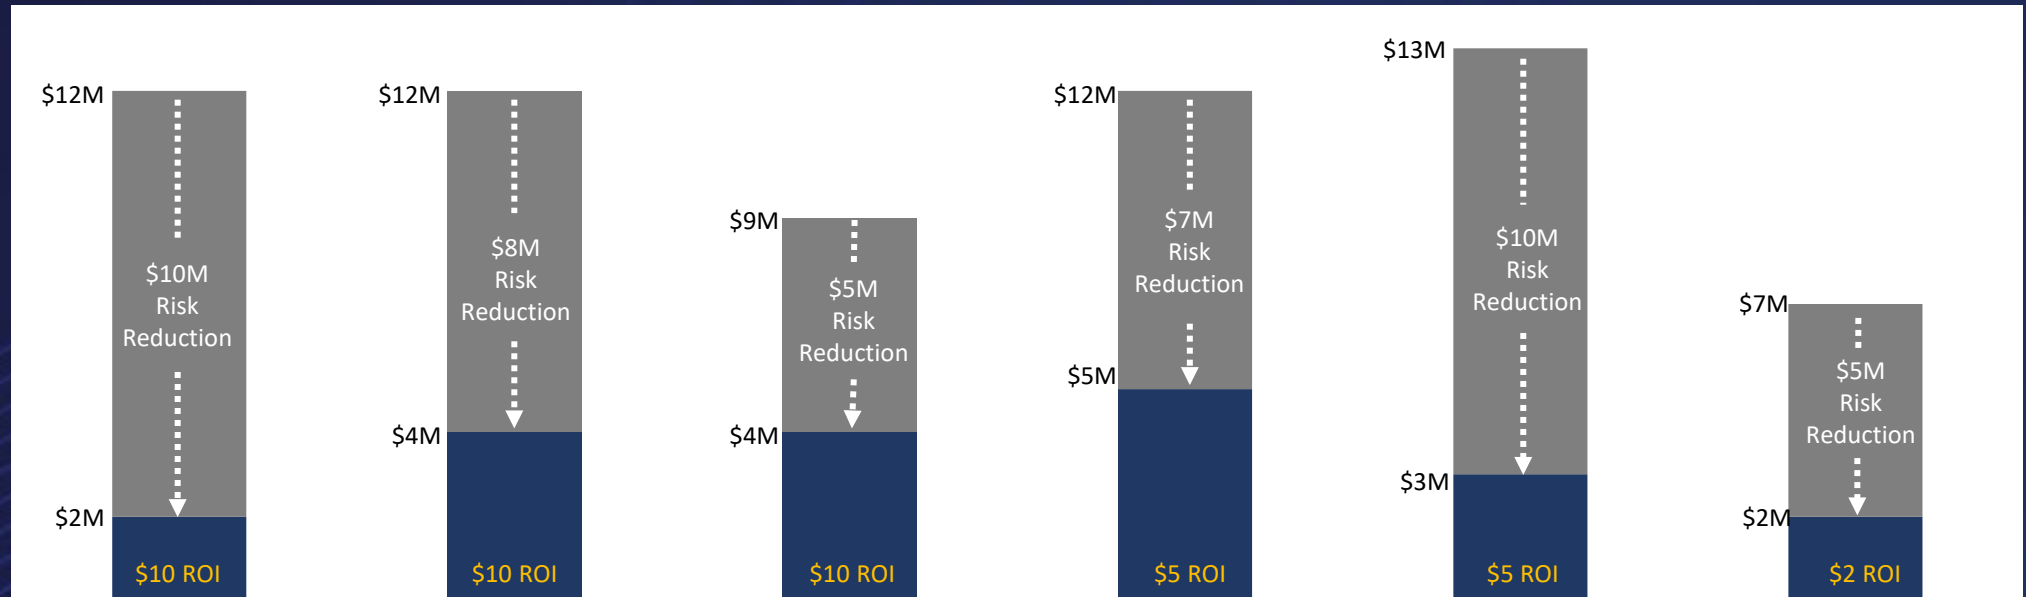 $12M
$10M
Risk
Reduction
$2M
$10 ROI
$12M
$8M
Risk
Reduction
$4M
$10 ROI
$9M
$5M
Risk
Reduction
$4M
$10 ROI
$12M
$7M
Risk
Reduction
$5M
$5 ROI
$13M
$10M
Risk
Reduction
$3M
$5 ROI
$7M
$5M
Risk
Reduction
$2M
$2 ROI